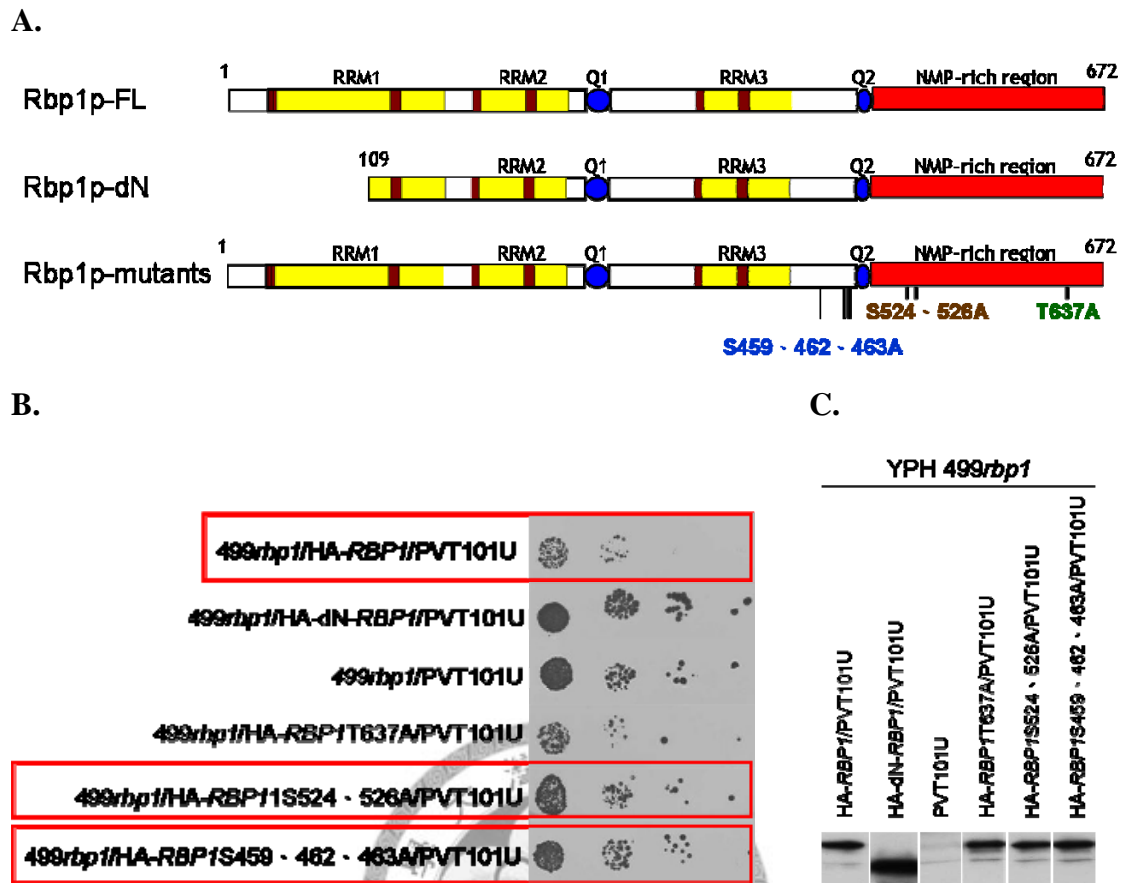 A.
1 RRM1 RRM2 Q1 RRM3 Q2 NMP-rich region 672
Rbp1p-FL
109 RRM2 Q1 RRM3 Q2 NMP-rich region 672
Rbp1p-dN
1 RRM1 RRM2 Q1 RRM3 Q2 NMP-rich region 672
Rbp1p-mutants
S524、526A T637A
S459、462、463A
B.
499rbp1/HA-RBP1/PVT101U
499rbp1/HA-dN-RBP1/PVT101U
499rbp1/PVT101U
499rbp1/HA-RBP1T637A/PVT101U
499rbp1/HA-RBP11S524、526A/PVT101U
499rbp1/HA-RBP1S459、462、463A/PVT101U
C.
YPH 499rbp1
HA-RBP1/PVT101U
HA-dN-RBP1/PVT101U
PVT101U
HA-RBP1T637A/PVT101U
HA-RBP1S524、526A/PVT101U
HA-RBP1S459、462、463A/PVT101U